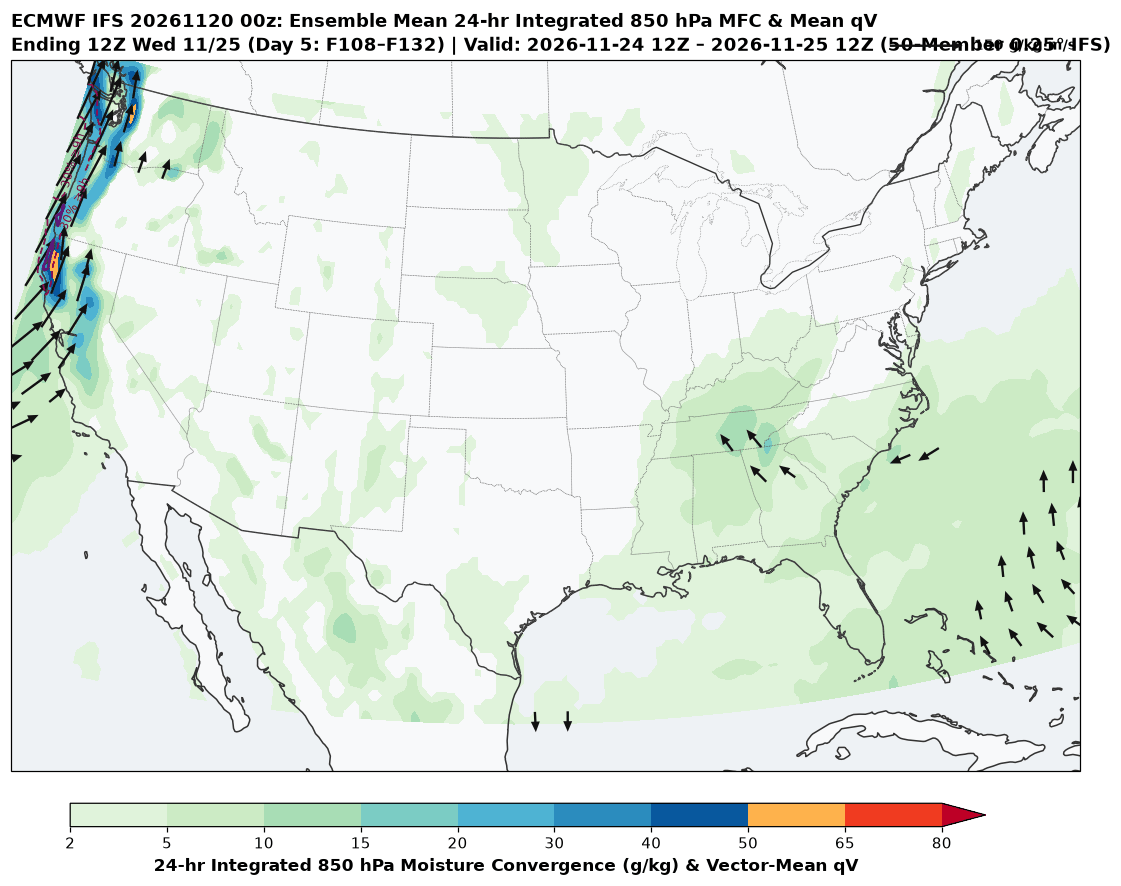 ECMWF IFS 20261120 00z: Ensemble Mean 24-hr Integrated 850 hPa MFC & Mean qV
Ending 12Z Wed 11/25 (Day 5: F108–F132) | Valid: 2026-11-24 12Z – 2026-11-25 12Z (50-Member 0.25° IFS)
2 5 10 15 20 30 40 50 65 80
24-hr Integrated 850 hPa Moisture Convergence (g/kg) & Vector-Mean qV